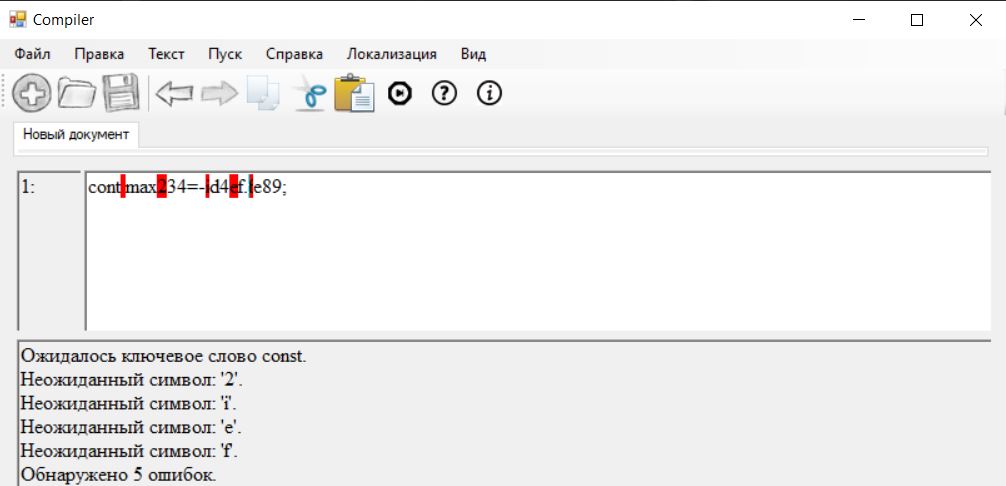 Compiler
Файл Правка Текст Пуск Справка Локализация Вид
Новый документ
1: cont max234=-id4ef.fe89;
Ожидалось ключевое слово const.
Неожиданный символ: '2'.
Неожиданный символ: 'i'.
Неожиданный символ: 'e'.
Неожиданный символ: 'f'.
Обнаружено 5 ошибок.